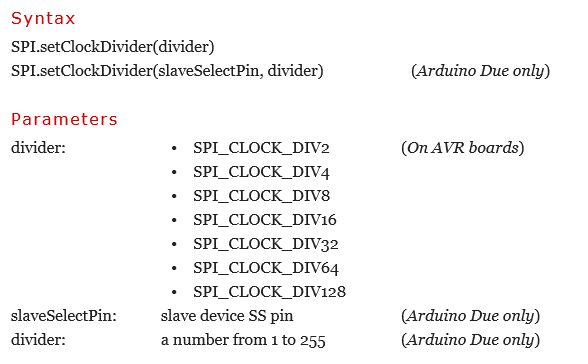 Syntax
SPI.setClockDivider(divider)
SPI.setClockDivider(slaveSelectPin, divider) (Arduino Due only)
Parameters
divider: • SPI_CLOCK_DIV2 (On AVR boards)
• SPI_CLOCK_DIV4
• SPI_CLOCK_DIV8
• SPI_CLOCK_DIV16
• SPI_CLOCK_DIV32
• SPI_CLOCK_DIV64
• SPI_CLOCK_DIV128
slaveSelectPin: slave device SS pin (Arduino Due only)
divider: a number from 1 to 255 (Arduino Due only)